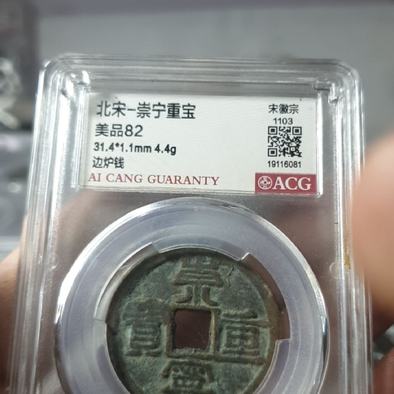 北宋-崇宁重宝
美品82
31.4*1.1mm 4.4g
边炉钱
AI CANG GUARANTY
宋徽宗
1103
19116081
ACG
崇
寳 重
寧